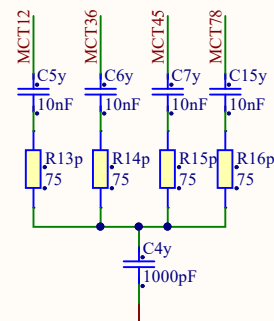 MCT12
MCT36
MCT45
MCT78
C5y
C6y
C7y
C15y
10nF
10nF
10nF
10nF
R13p
R14p
R15p
R16p
75
75
75
75
C4y
1000pF